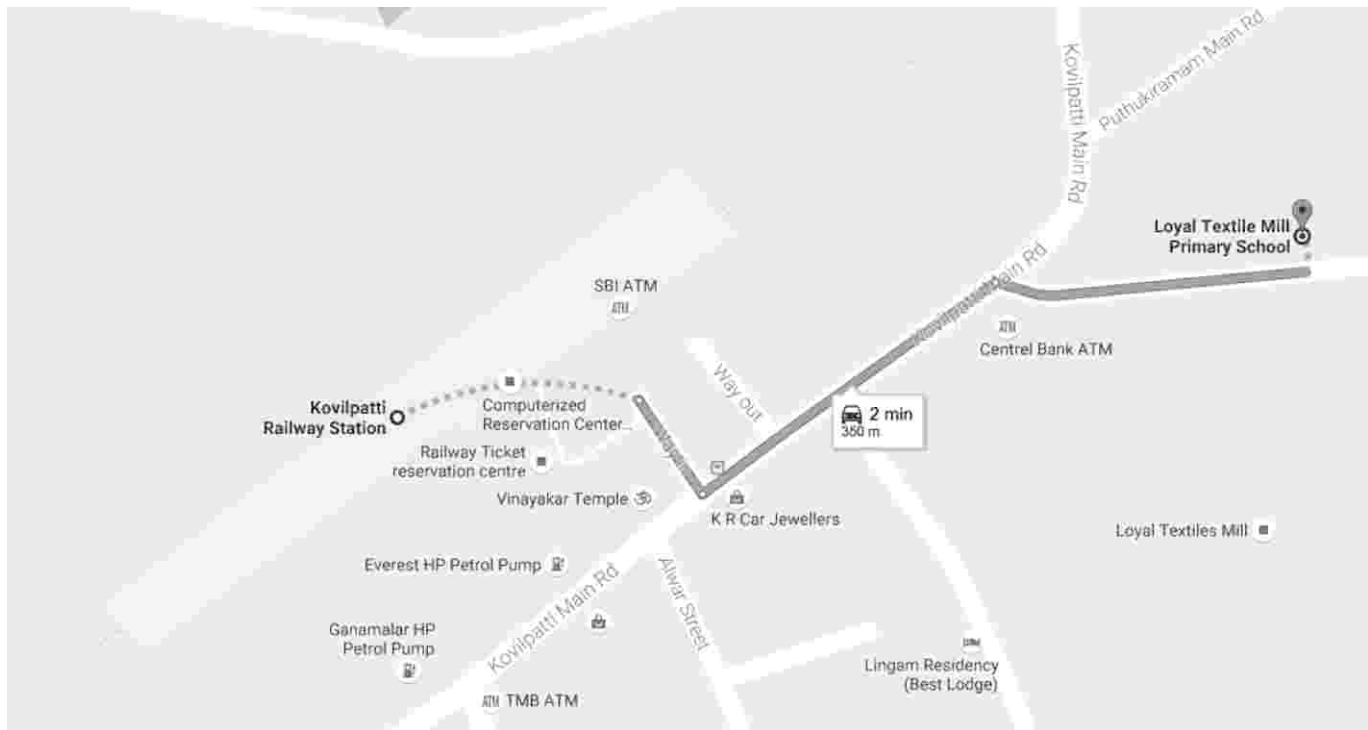 Kovilpatti Main Rd
Puthukiramam Main Rd
Loyal Textile Mill
Primary School
Kovilpatti Main Rd
SBI ATM
ATM
ATM
Centrel Bank ATM
Way out
2 min
350 m
Kovilpatti
Railway Station
Computerized
Reservation Center...
Railway Ticket
reservation centre
Vinayakar Temple
K R Car Jewellers
Loyal Textiles Mill
Everest HP Petrol Pump
Alwar Street
Kovilpatti Main Rd
Ganamalar HP
Petrol Pump
Lingam Residency
(Best Lodge)
ATM
TMB ATM